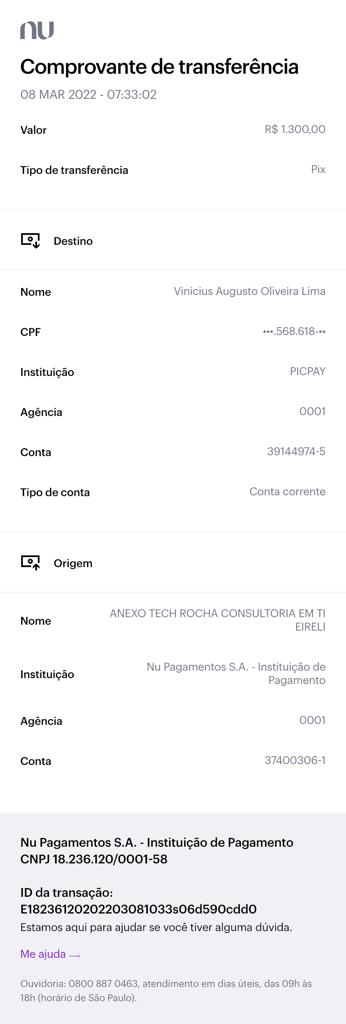 nu
Comprovante de transferência
08 MAR 2022 - 07:33:02
Valor R$ 1.300,00
Tipo de transferência Pix
Destino
Nome Vinicius Augusto Oliveira Lima
CPF •••.568.618-••
Instituição PICPAY
Agência 0001
Conta 39144974-5
Tipo de conta Conta corrente
Origem
Nome ANEXO TECH ROCHA CONSULTORIA EM TI
EIRELI
Instituição Nu Pagamentos S.A. - Instituição de
Pagamento
Agência 0001
Conta 37400306-1
Nu Pagamentos S.A. - Instituição de Pagamento
CNPJ 18.236.120/0001-58
ID da transação:
E18236120202203081033s06d590cdd0
Estamos aqui para ajudar se você tiver alguma dúvida.
Me ajuda →
Ouvidoria: 0800 887 0463, atendimento em dias úteis, das 09h às
18h (horário de São Paulo).